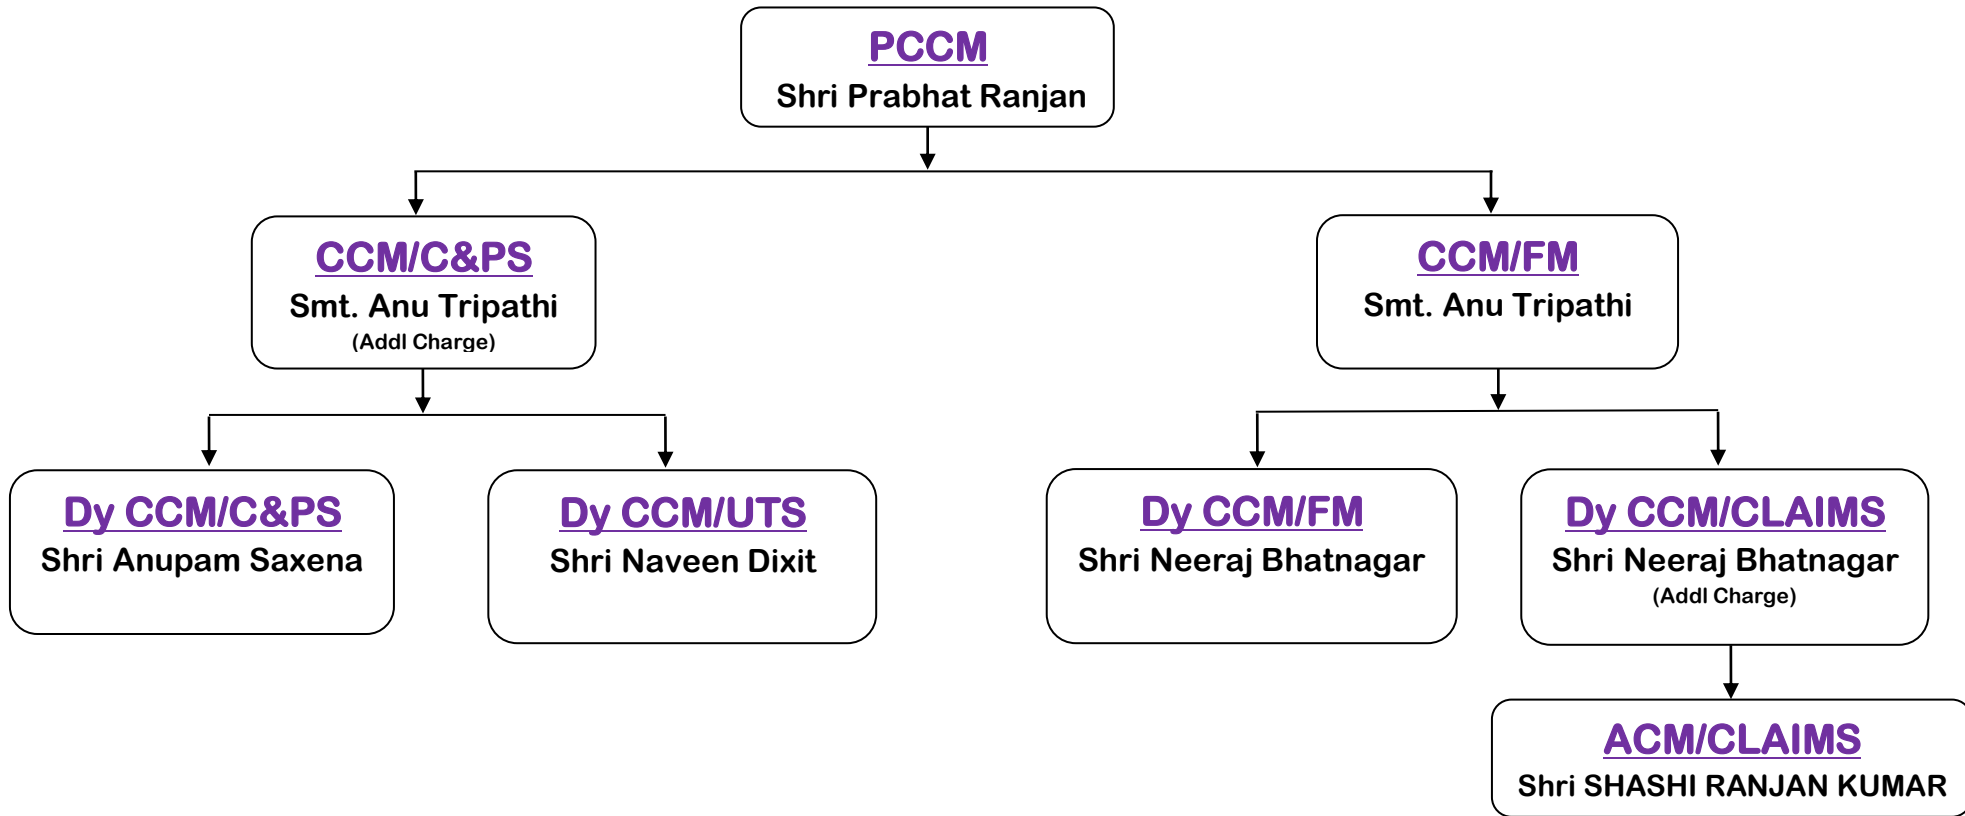 PCCM
Shri Prabhat Ranjan
CCM/C&PS
Smt. Anu Tripathi
(Addl Charge)
CCM/FM
Smt. Anu Tripathi
Dy CCM/C&PS
Shri Anupam Saxena
Dy CCM/UTS
Shri Naveen Dixit
Dy CCM/FM
Shri Neeraj Bhatnagar
Dy CCM/CLAIMS
Shri Neeraj Bhatnagar
(Addl Charge)
ACM/CLAIMS
Shri SHASHI RANJAN KUMAR